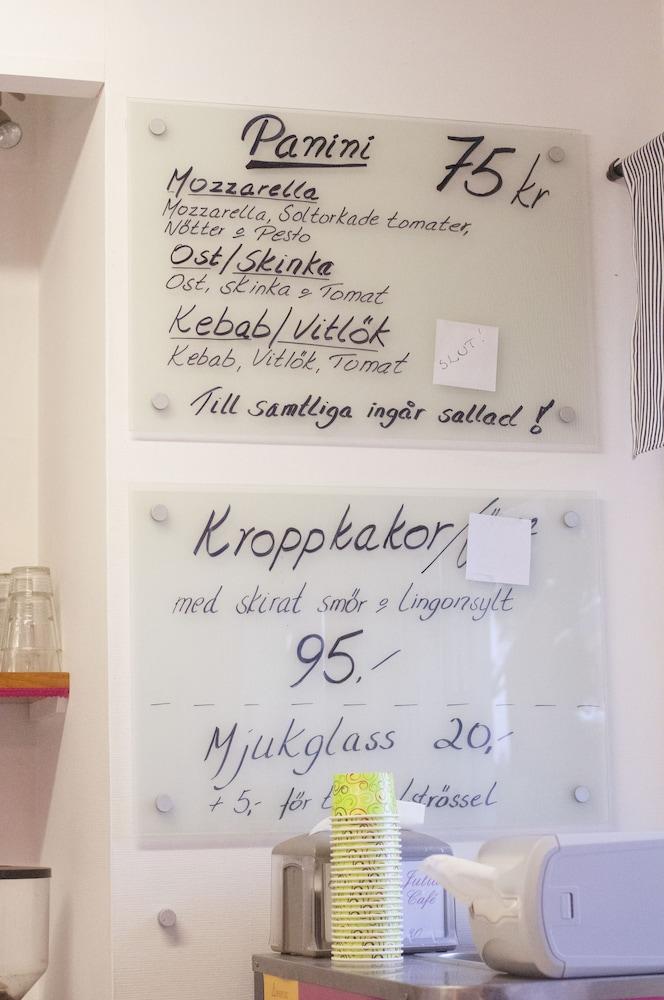 Panini
75 kr
Mozzarella
Mozzarella, Soltorkade tomater,
Nötter o Pesto
Ost/Skinka
Ost, skinka o Tomat
Kebab/Vitlök
Kebab, Vitlök, Tomat
SLUT!
Till samtliga ingår sallad!
Kroppkakor/
med skirat smör o Lingonsylt
95,-
Mjukglass 20,-
+ 5,- för /strössel
Café